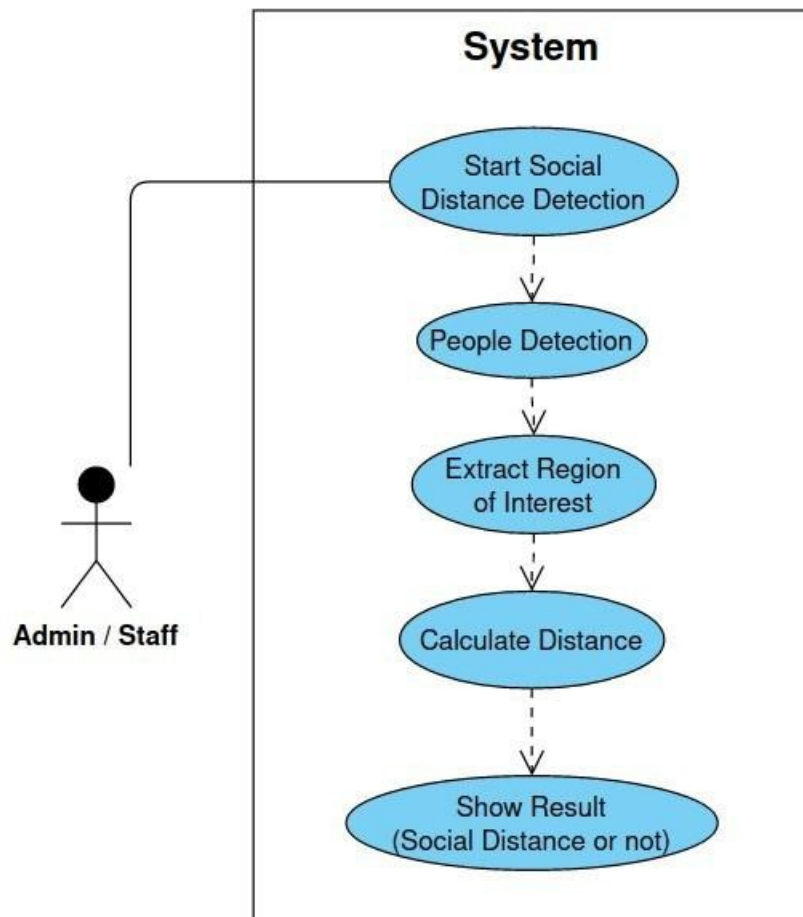 System
Start Social
Distance Detection
People Detection
Extract Region
of Interest
Admin / Staff
Calculate Distance
Show Result
(Social Distance or not)